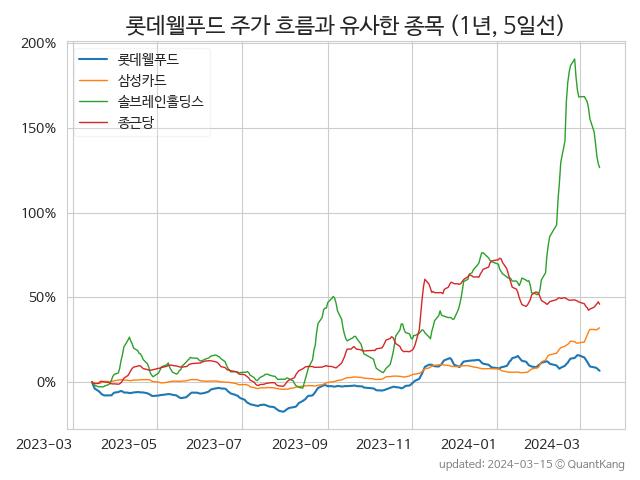 롯데웰푸드 주가 흐름과 유사한 종목 (1년, 5일선)
200%
150%
100%
50%
0%
롯데웰푸드
삼성카드
솔브레인홀딩스
종근당
2023-03 2023-05 2023-07 2023-09 2023-11 2024-01 2024-03
updated: 2024-03-15 © QuantKang